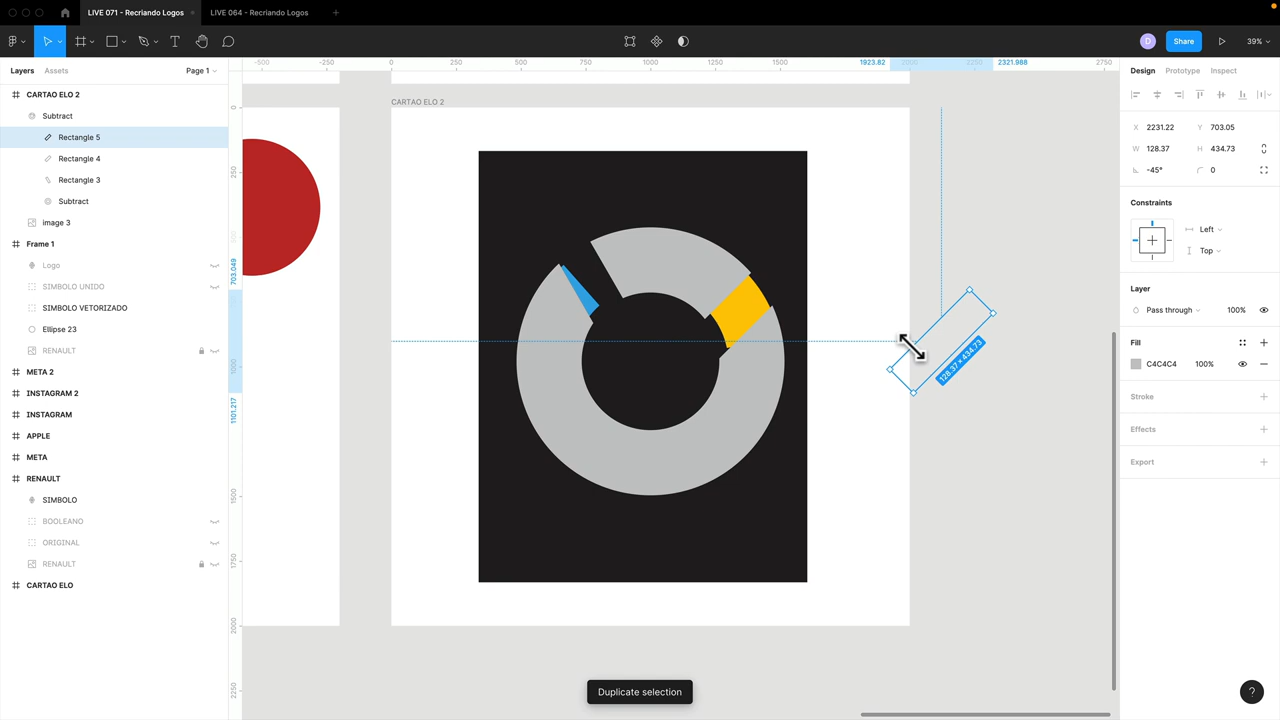 LIVE 071 - Recriando Logos
LIVE 064 - Recriando Logos
Share
39%
Layers
Assets
Page 1
CARTAO ELO 2
Subtract
Rectangle 5
Rectangle 4
Rectangle 3
Subtract
image 3
Frame 1
Logo
SIMBOLO UNIDO
SIMBOLO VETORIZADO
Ellipse 23
RENAULT
META 2
INSTAGRAM 2
INSTAGRAM
APPLE
META
RENAULT
SIMBOLO
BOOLEANO
ORIGINAL
RENAULT
CARTAO ELO
-500
-250
0
250
500
750
1000
1250
1500
1923.82
2321.988
2750
0
250
703.049
1000
1101.217
1500
1750
2000
2250
CARTAO ELO 2
128.37 × 434.73
Duplicate selection
D
Design
Prototype
Inspect
X 2231.22
Y 703.05
W 128.37
H 434.73
-45°
0
Constraints
Left
Top
Layer
Pass through
100%
Fill
C4C4C4
100%
Stroke
Effects
Export
?